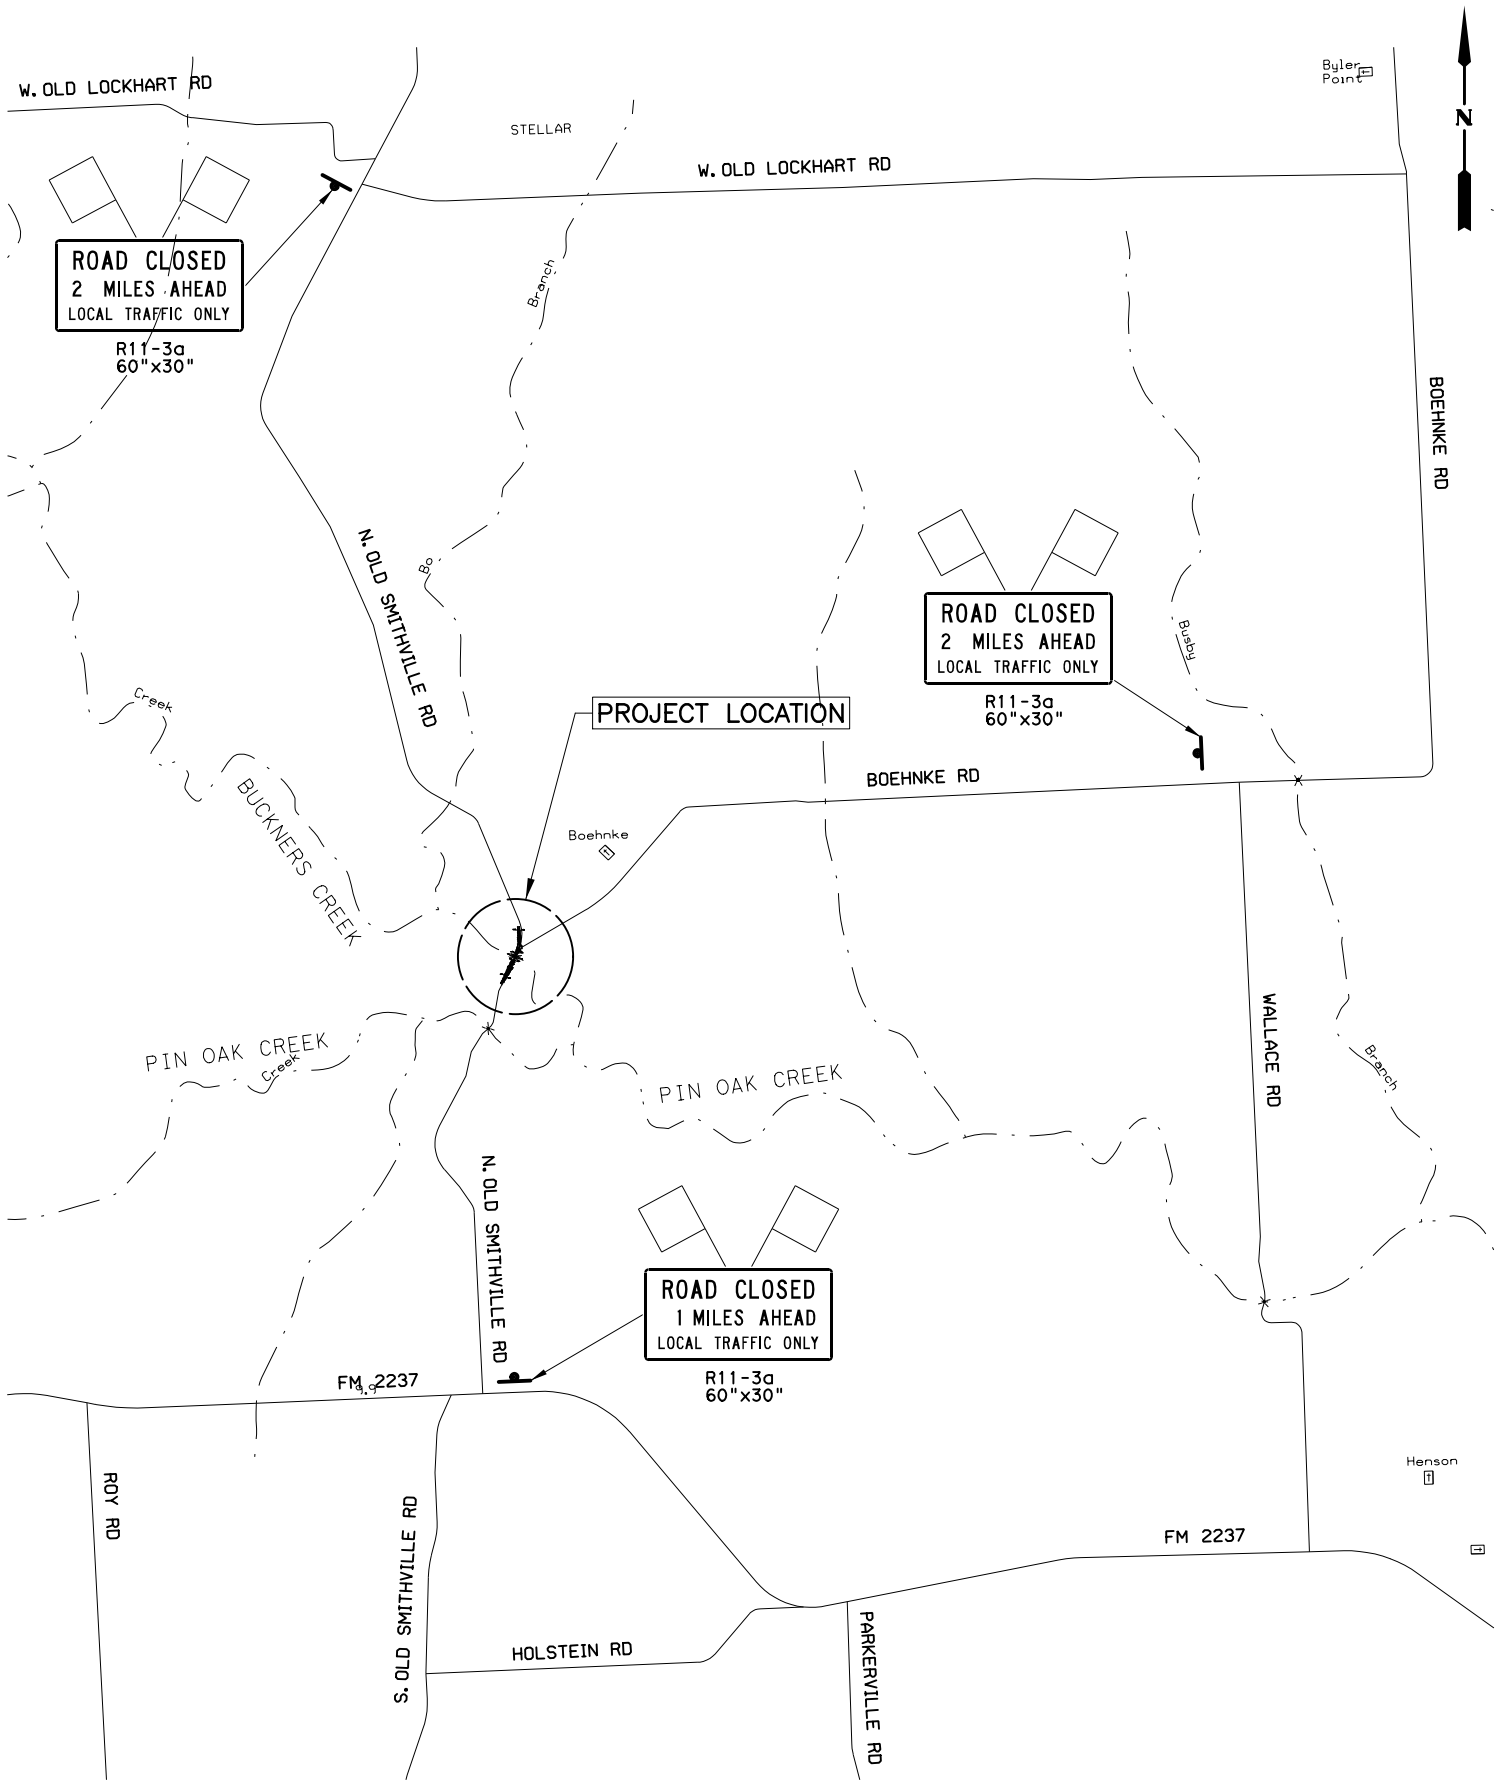 W. OLD LOCKHART RD
Byler
Point
N
STELLAR
W. OLD LOCKHART RD
ROAD CLOSED
2 MILES AHEAD
LOCAL TRAFFIC ONLY
R11-3a
60"x30"
Branch
BOEHNKE RD
N. OLD SMITHVILLE RD
Bo
ROAD CLOSED
2 MILES AHEAD
LOCAL TRAFFIC ONLY
R11-3a
60"x30"
Busby
Creek
PROJECT LOCATION
BUCKNERS CREEK
BOEHNKE RD
Boehnke
WALLACE RD
PIN OAK CREEK
Creek
PIN OAK CREEK
Branch
N. OLD SMITHVILLE RD
ROAD CLOSED
1 MILES AHEAD
LOCAL TRAFFIC ONLY
R11-3a
60"x30"
FM 2237
9.9
ROY RD
S. OLD SMITHVILLE RD
Henson
FM 2237
HOLSTEIN RD
PARKERVILLE RD